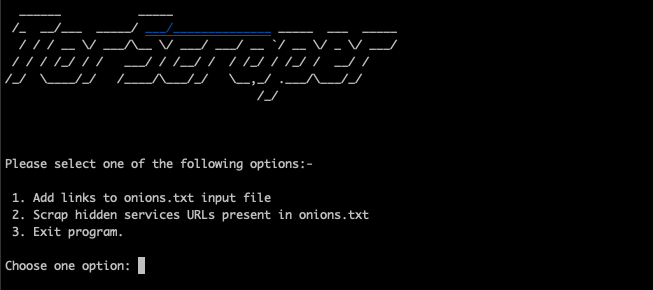 TorScraper
Please select one of the following options:-
1. Add links to onions.txt input file
2. Scrap hidden services URLs present in onions.txt
3. Exit program.
Choose one option: